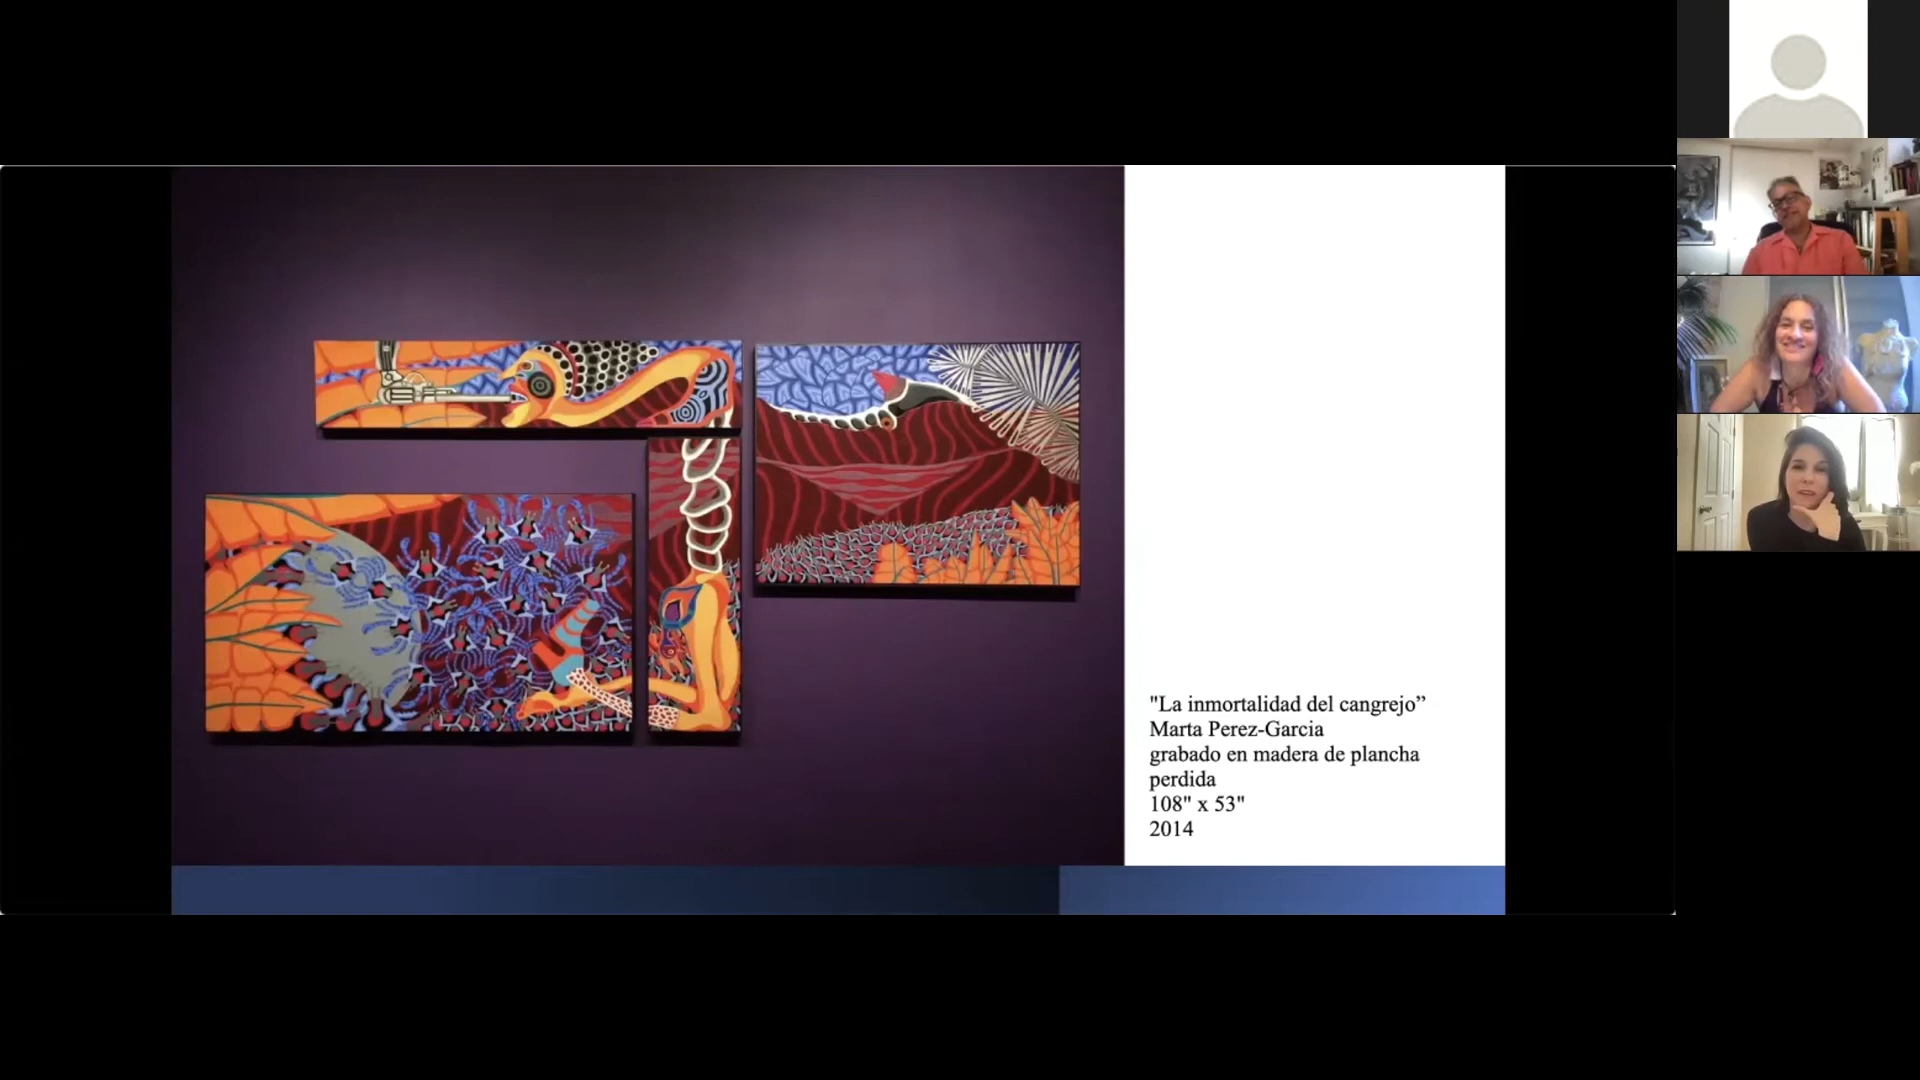 "La inmortalidad del cangrejo”
Marta Perez-Garcia
grabado en madera de plancha
perdida
108" x 53"
2014